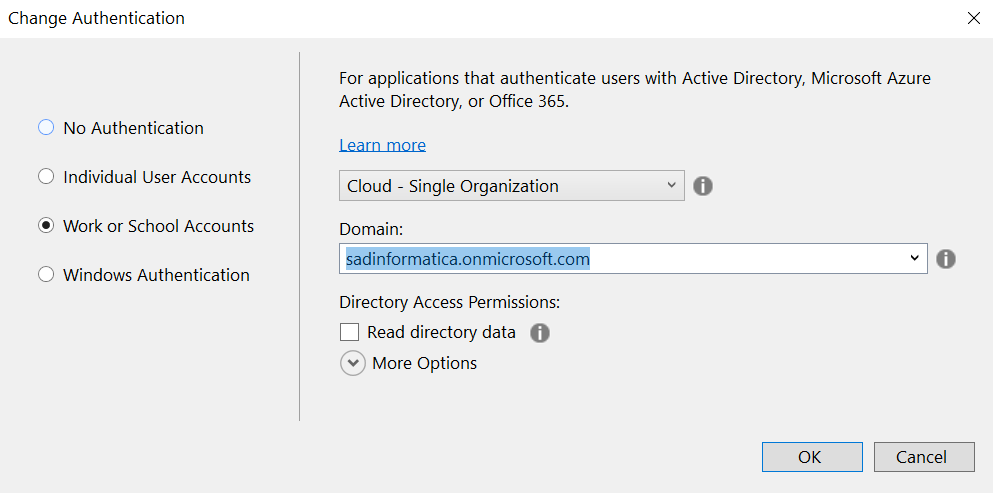 Change Authentication
No Authentication
Individual User Accounts
Work or School Accounts
Windows Authentication
For applications that authenticate users with Active Directory, Microsoft Azure
Active Directory, or Office 365.
Learn more
Cloud - Single Organization
Domain:
sadinformatica.onmicrosoft.com
Directory Access Permissions:
Read directory data
More Options
OK
Cancel